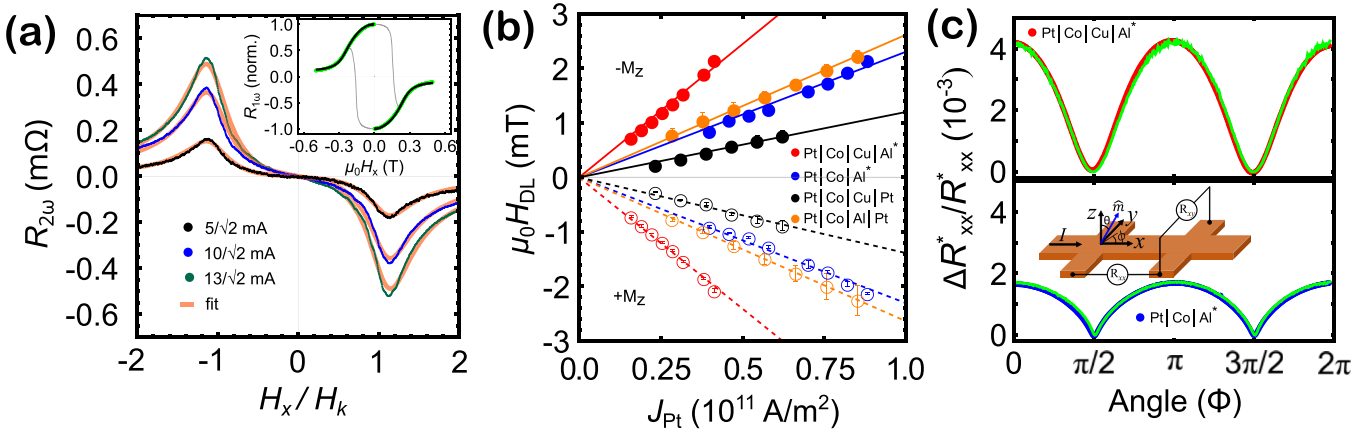 (a)
0.6
0.4
0.2
0.0
-0.2
-0.4
-0.6
R2ω (mΩ)
-2
-1
0
1
2
Hx / Hk
5/√2 mA
10/√2 mA
13/√2 mA
fit
1.0
0.5
0.0
-0.5
-1.0
R1ω (norm.)
-0.6
-0.3
0.0
0.3
0.6
μ0Hx (T)
(b)
3
2
1
0
-1
-2
-3
μ0HDL (mT)
0.0
0.25
0.5
0.75
1.0
JPt (10^11 A/m^2)
-Mz
+Mz
Pt|Co|Cu|Al*
Pt|Co|Al*
Pt|Co|Cu|Pt
Pt|Co|Al|Pt
(c)
Pt|Co|Cu|Al*
4
2
0
4
2
0
ΔR*xx/R*xx (10^-3)
I
z
θ
m̂
y
ϕ
x
Rxy
Rxx
Pt|Co|Al*
0
π/2
π
3π/2
2π
Angle (Φ)